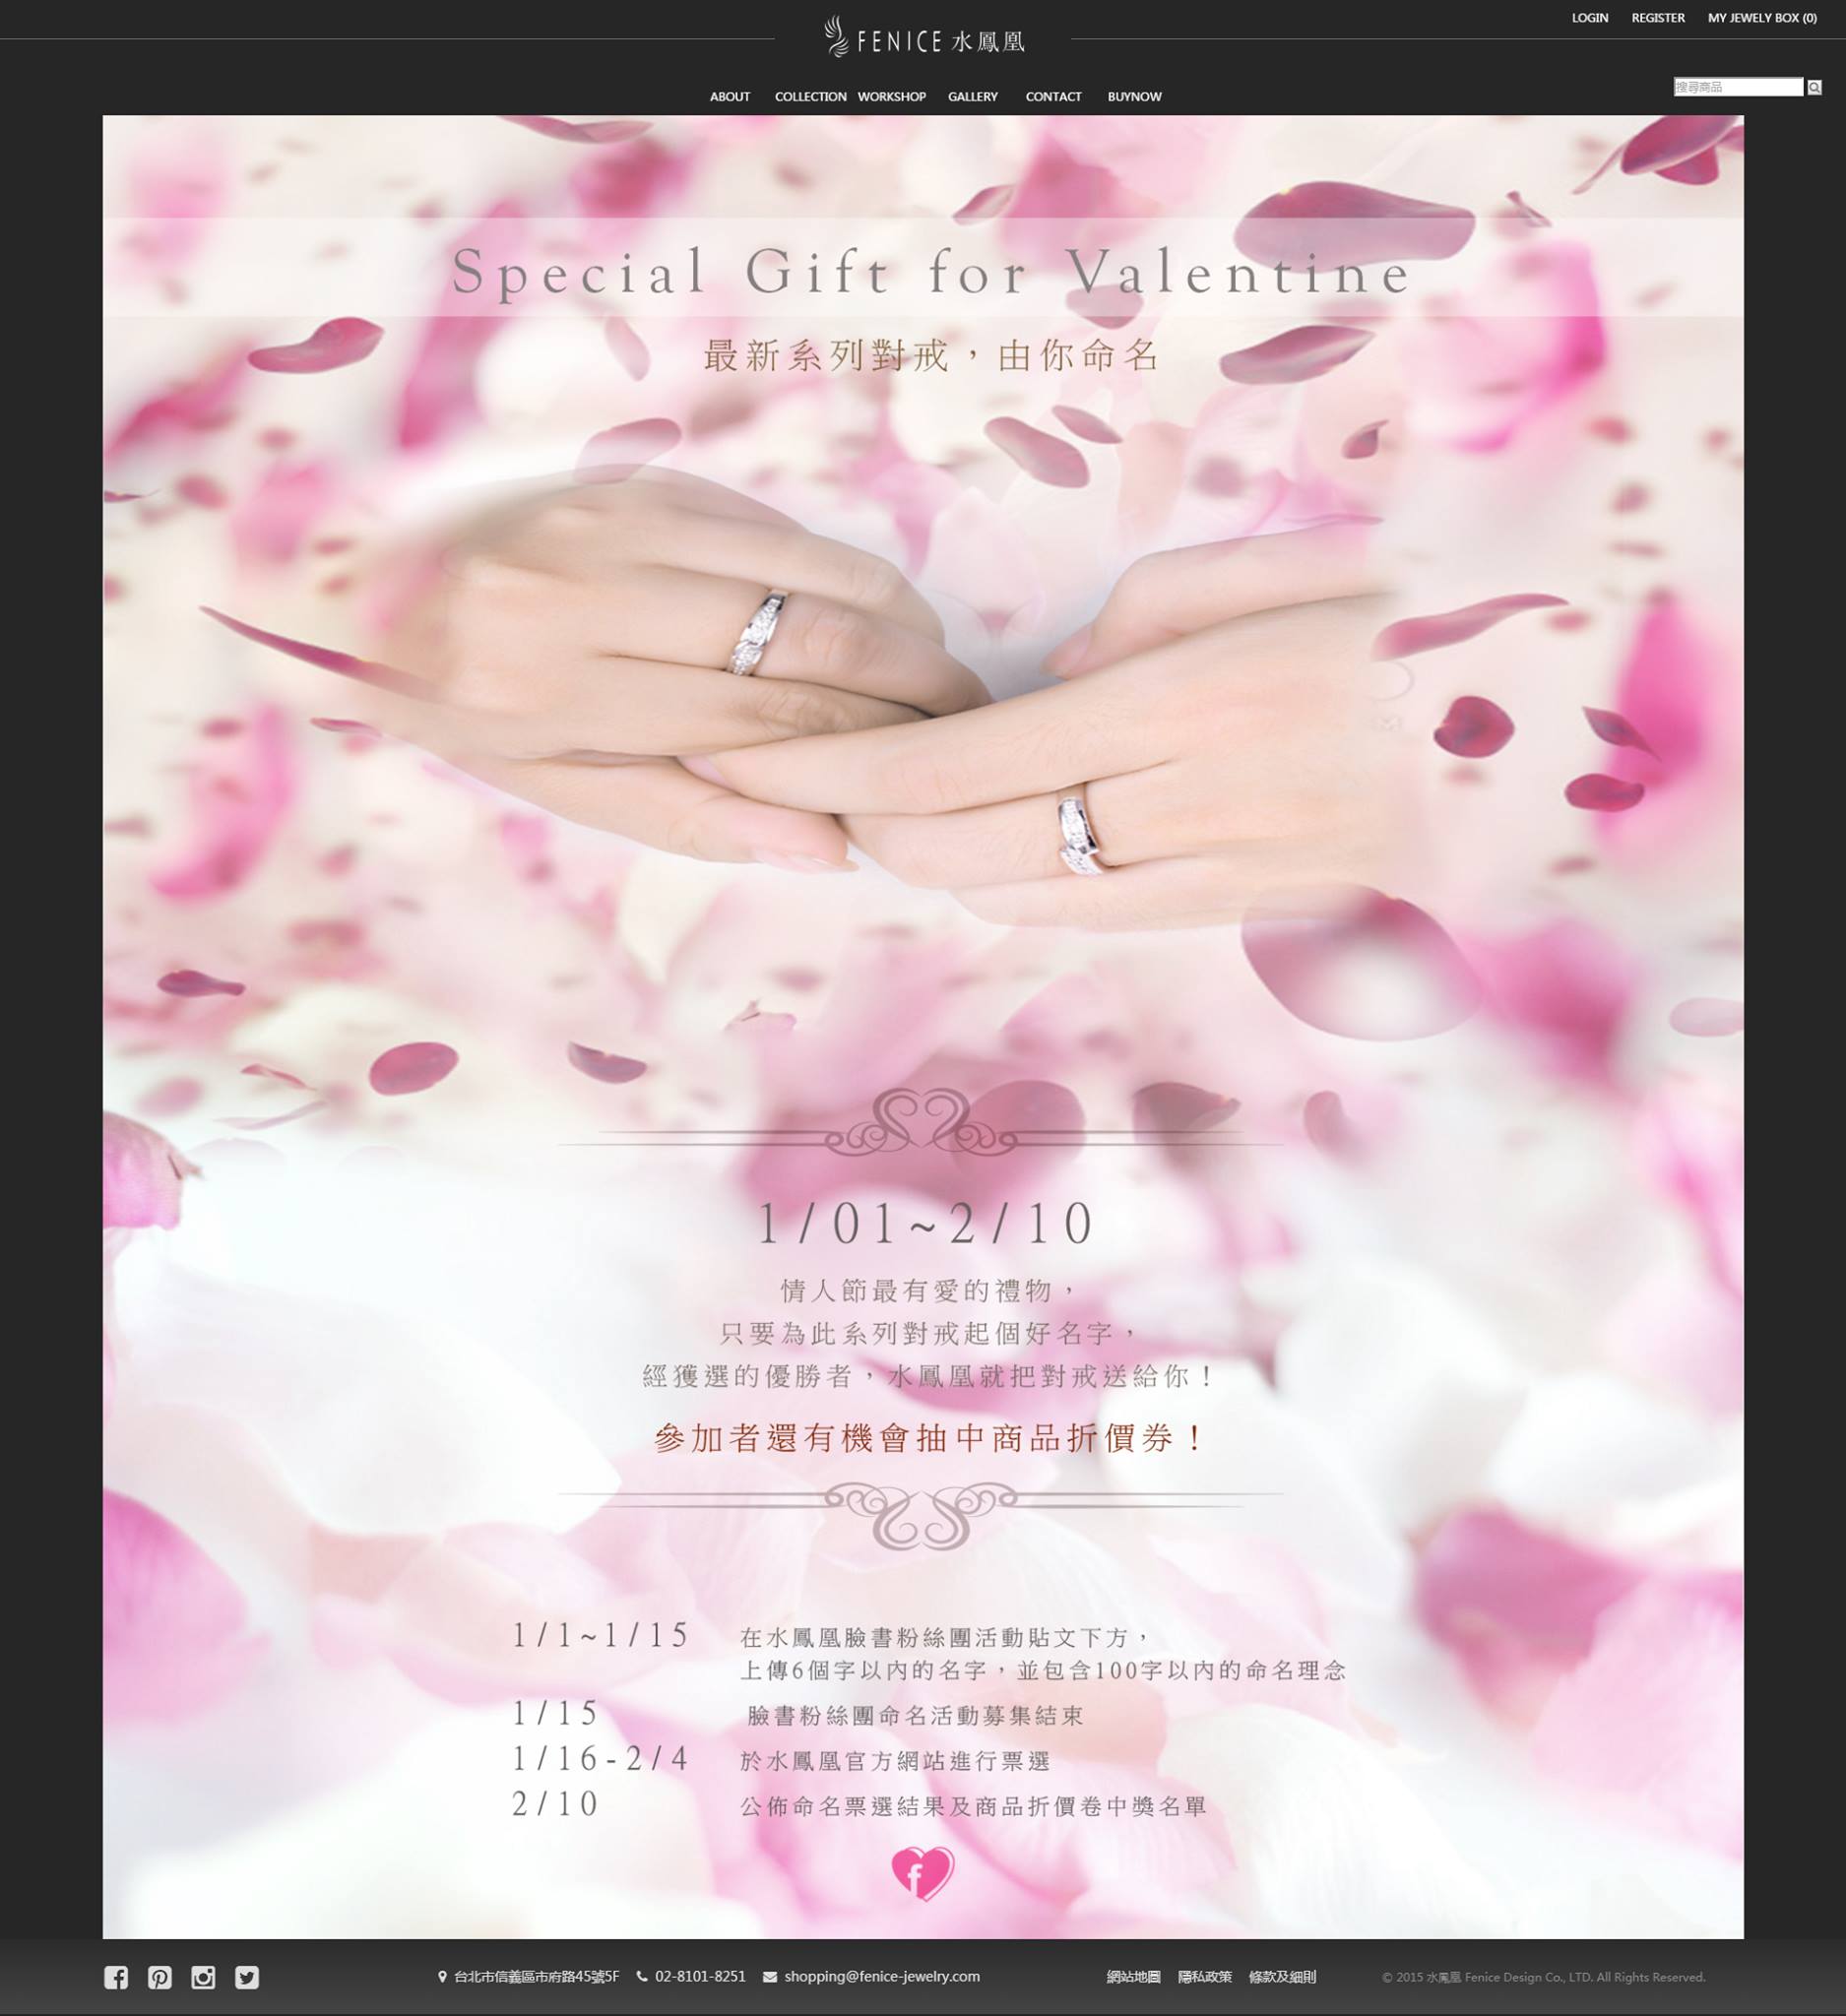 LOGIN REGISTER MY JEWELY BOX (0)
FENICE 水鳳凰
搜尋商品
ABOUT COLLECTION WORKSHOP GALLERY CONTACT BUYNOW
Special Gift for Valentine
最新系列對戒，由你命名
1/01~2/10
情人節最有愛的禮物，
只要為此系列對戒起個好名字，
經獲選的優勝者，水鳳凰就把對戒送給你！
參加者還有機會抽中商品折價券！
1/1~1/15 在水鳳凰臉書粉絲團活動貼文下方，
上傳6個字以內的名字，並包含100字以內的命名理念
1/15 臉書粉絲團命名活動募集結束
1/16-2/4 於水鳳凰官方網站進行票選
2/10 公佈命名票選結果及商品折價卷中獎名單
台北市信義區市府路45號5F 02-8101-8251 shopping@fenice-jewelry.com 網站地圖 隱私政策 條款及細則 © 2015 水鳳凰 Fenice Design Co., LTD. All Rights Reserved.